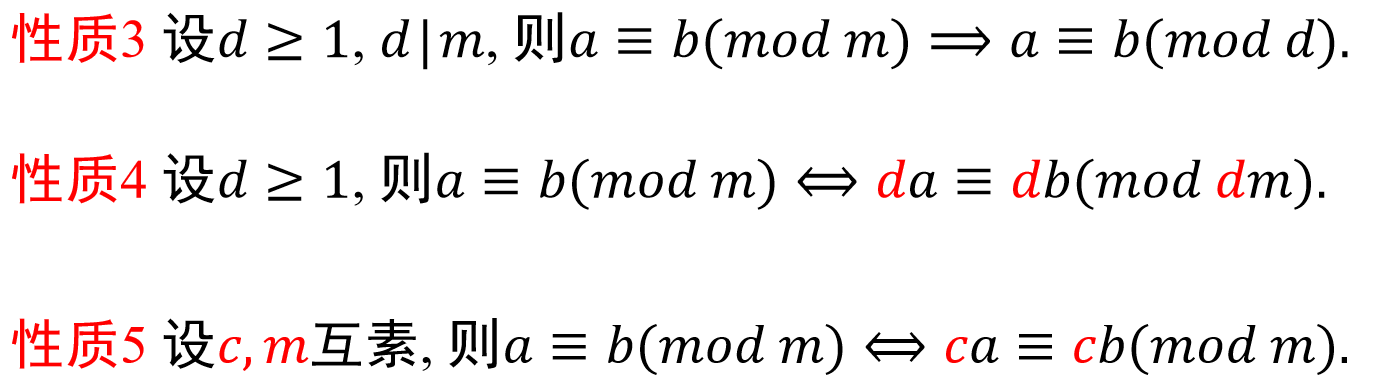 性质3 设d ≥ 1, d|m, 则a ≡ b(mod m) ⟹ a ≡ b(mod d).
性质4 设d ≥ 1, 则a ≡ b(mod m) ⟺ da ≡ db(mod dm).
性质5 设c, m互素, 则a ≡ b(mod m) ⟺ ca ≡ cb(mod m).